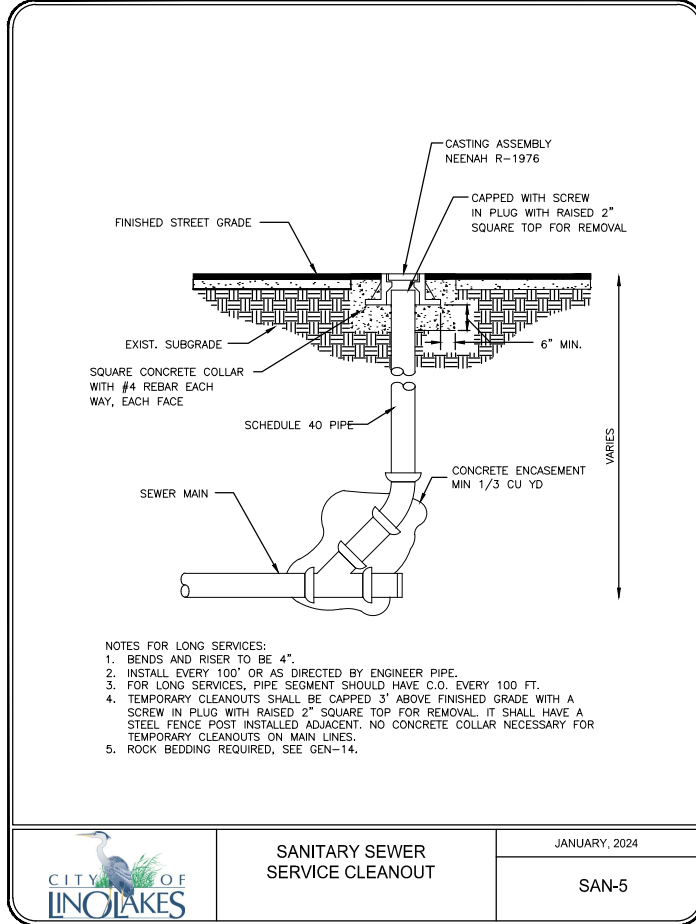 CASTING ASSEMBLY
NEENAH R-1976
CAPPED WITH SCREW
IN PLUG WITH RAISED 2"
SQUARE TOP FOR REMOVAL
FINISHED STREET GRADE
EXIST. SUBGRADE
6" MIN.
SQUARE CONCRETE COLLAR
WITH #4 REBAR EACH
WAY, EACH FACE
SCHEDULE 40 PIPE
VARIES
CONCRETE ENCASEMENT
MIN 1/3 CU YD
SEWER MAIN
NOTES FOR LONG SERVICES:
1. BENDS AND RISER TO BE 4".
2. INSTALL EVERY 100' OR AS DIRECTED BY ENGINEER PIPE.
3. FOR LONG SERVICES, PIPE SEGMENT SHOULD HAVE C.O. EVERY 100 FT.
4. TEMPORARY CLEANOUTS SHALL BE CAPPED 3' ABOVE FINISHED GRADE WITH A
SCREW IN PLUG WITH RAISED 2" SQUARE TOP FOR REMOVAL. IT SHALL HAVE A
STEEL FENCE POST INSTALLED ADJACENT. NO CONCRETE COLLAR NECESSARY FOR
TEMPORARY CLEANOUTS ON MAIN LINES.
5. ROCK BEDDING REQUIRED, SEE GEN-14.
CITY OF
LINO LAKES
SANITARY SEWER
SERVICE CLEANOUT
JANUARY, 2024
SAN-5